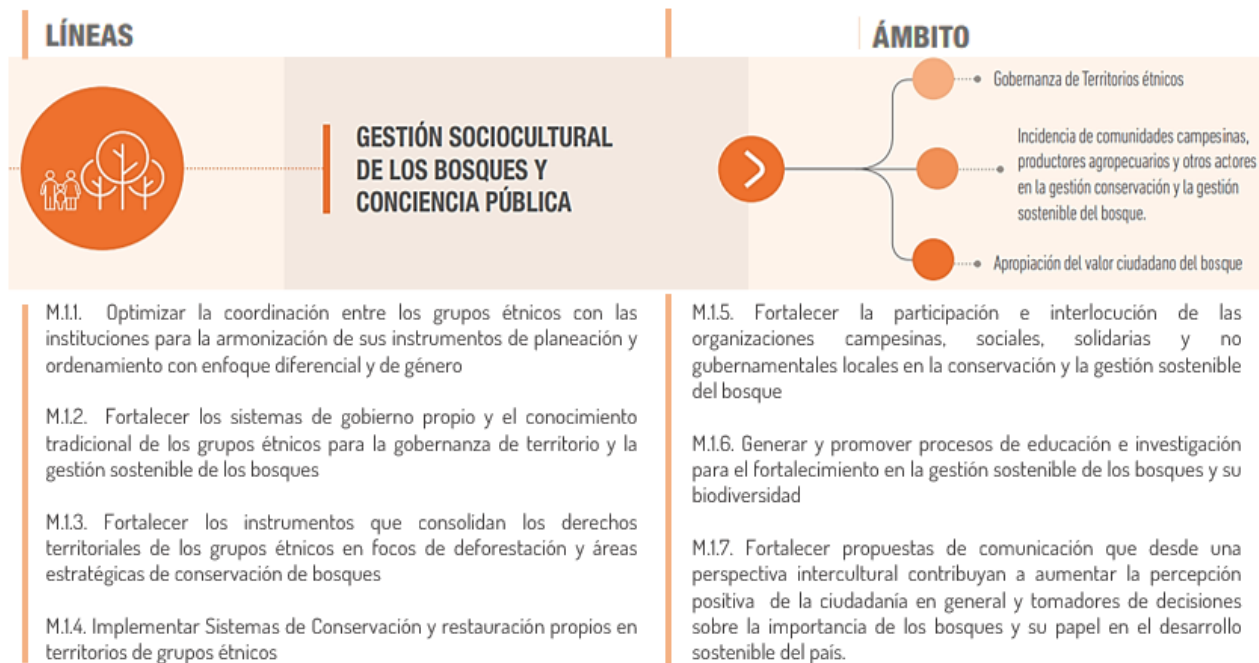 LÍNEAS
ÁMBITO
GESTIÓN SOCIOCULTURAL
DE LOS BOSQUES Y
CONCIENCIA PÚBLICA
Gobernanza de Territorios étnicos
Incidencia de comunidades campesinas,
productores agropecuarios y otros actores
en la gestión conservación y la gestión
sostenible del bosque.
Apropiación del valor ciudadano del bosque
M.1.1. Optimizar la coordinación entre los grupos étnicos con las
instituciones para la armonización de sus instrumentos de planeación y
ordenamiento con enfoque diferencial y de género
M.1.2. Fortalecer los sistemas de gobierno propio y el conocimiento
tradicional de los grupos étnicos para la gobernanza de territorio y la
gestión sostenible de los bosques
M.1.3. Fortalecer los instrumentos que consolidan los derechos
territoriales de los grupos étnicos en focos de deforestación y áreas
estratégicas de conservación de bosques
M.1.4. Implementar Sistemas de Conservación y restauración propios en
territorios de grupos étnicos
M.1.5. Fortalecer la participación e interlocución de las
organizaciones campesinas, sociales, solidarias y no
gubernamentales locales en la conservación y la gestión sostenible
del bosque
M.1.6. Generar y promover procesos de educación e investigación
para el fortalecimiento en la gestión sostenible de los bosques y su
biodiversidad
M.1.7. Fortalecer propuestas de comunicación que desde una
perspectiva intercultural contribuyan a aumentar la percepción
positiva de la ciudadanía en general y tomadores de decisiones
sobre la importancia de los bosques y su papel en el desarrollo
sostenible del país.